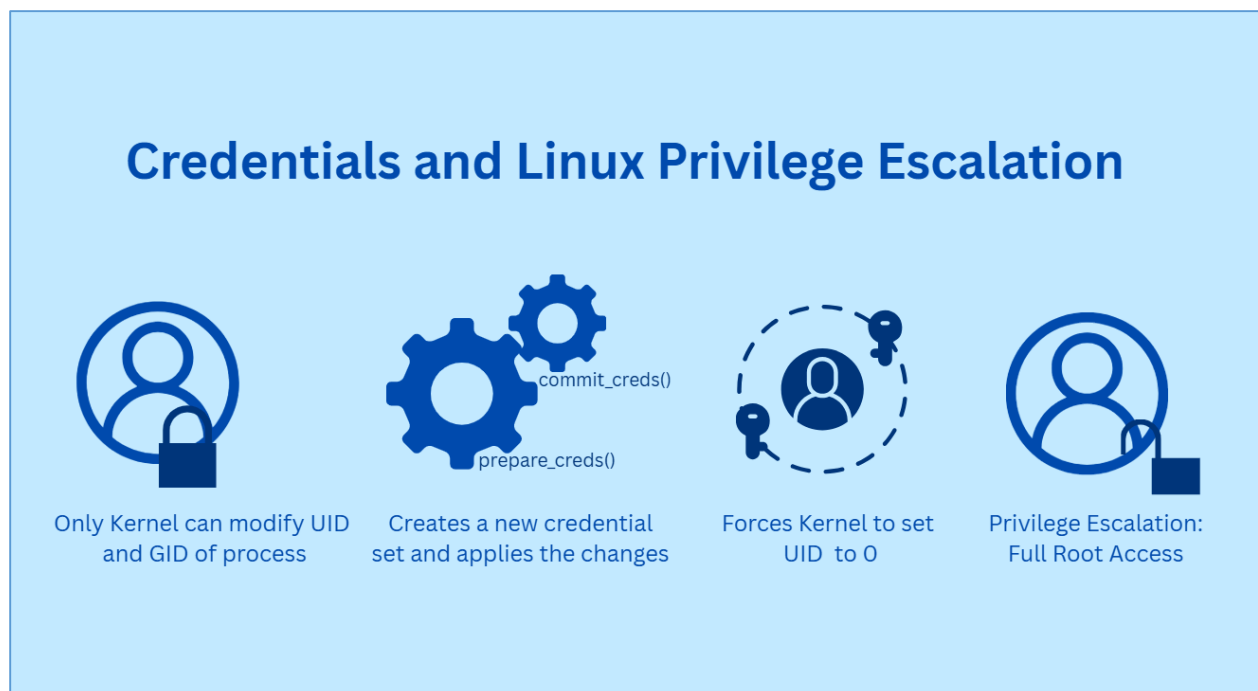 Credentials and Linux Privilege Escalation
commit_creds()
prepare_creds()
Only Kernel can modify UID
and GID of process
Creates a new credential
set and applies the changes
Forces Kernel to set
UID to 0
Privilege Escalation:
Full Root Access